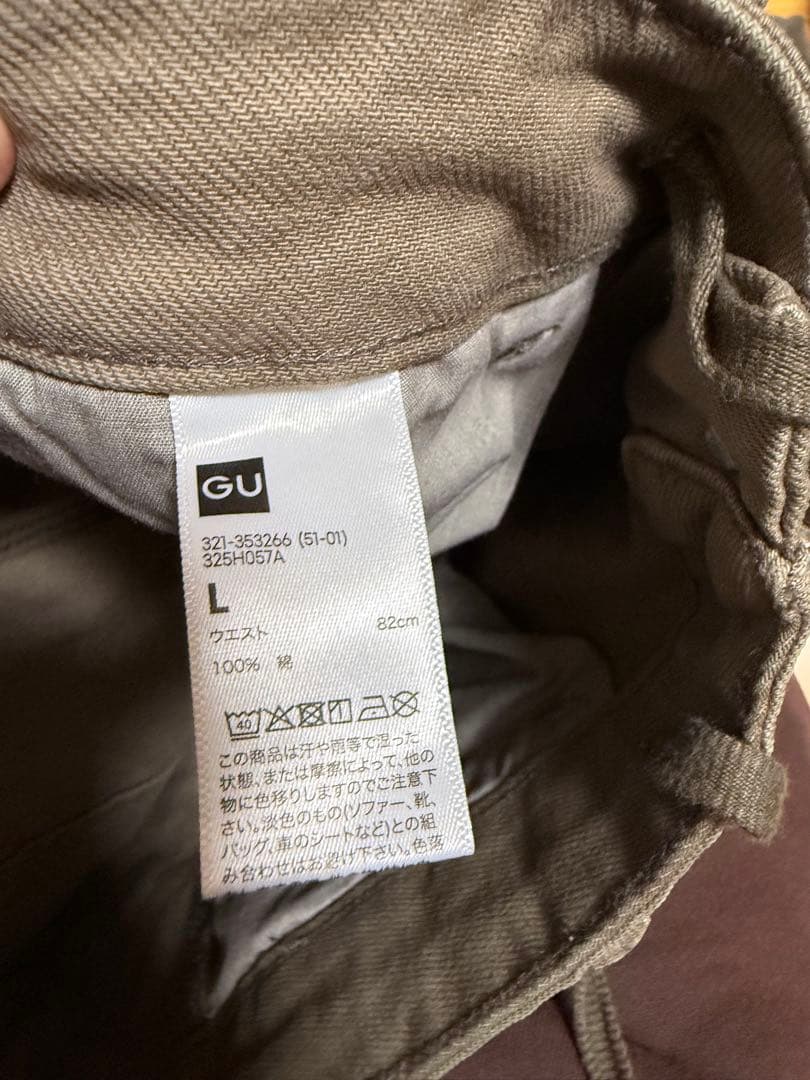 GU
321-353266 (51-01)
325H057A
L
ウエスト 82cm
100% 綿
40
この商品は汗や雨等で湿った
状態、または摩擦によって、他の
物に色移りしますのでご注意下
さい。淡色のもの(ソファー、靴、
バッグ、車のシートなど)との組
み合わせはお避け下さい。色落